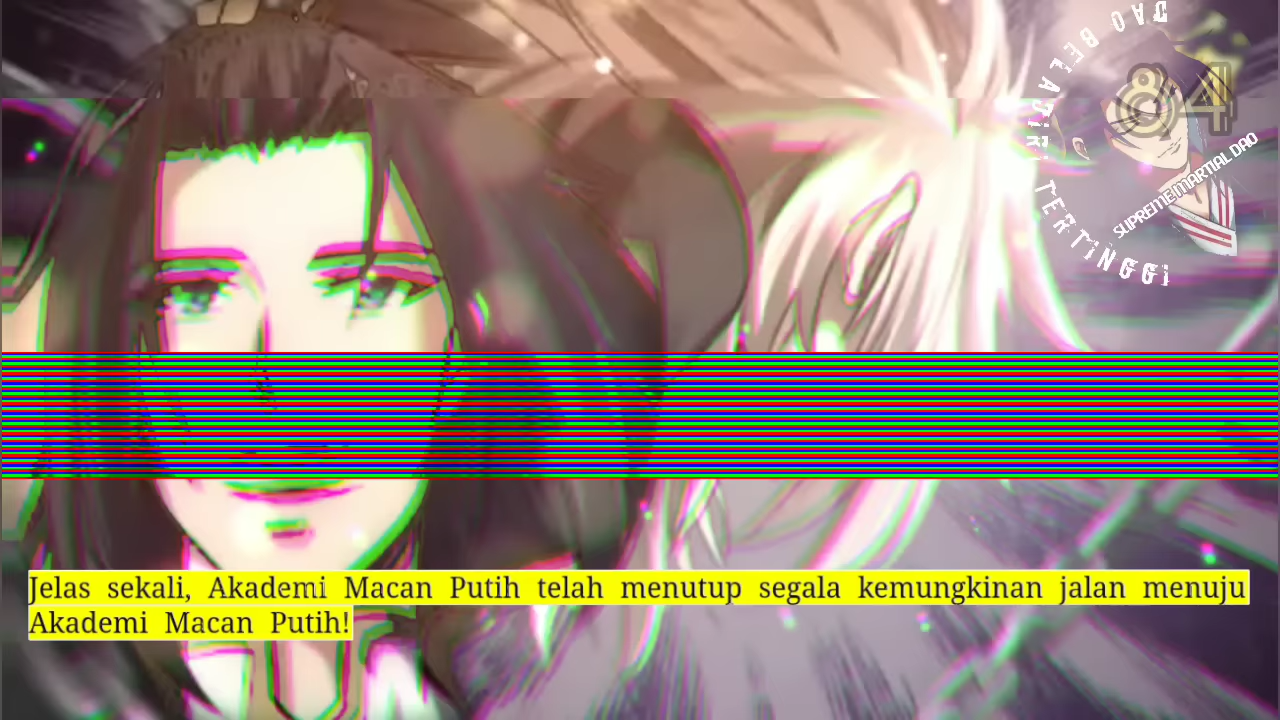 DAO BELADIRI TERTINGGI
84
SUPREME MARTIAL DAO
Jelas sekali, Akademi Macan Putih telah menutup segala kemungkinan jalan menuju
Akademi Macan Putih!